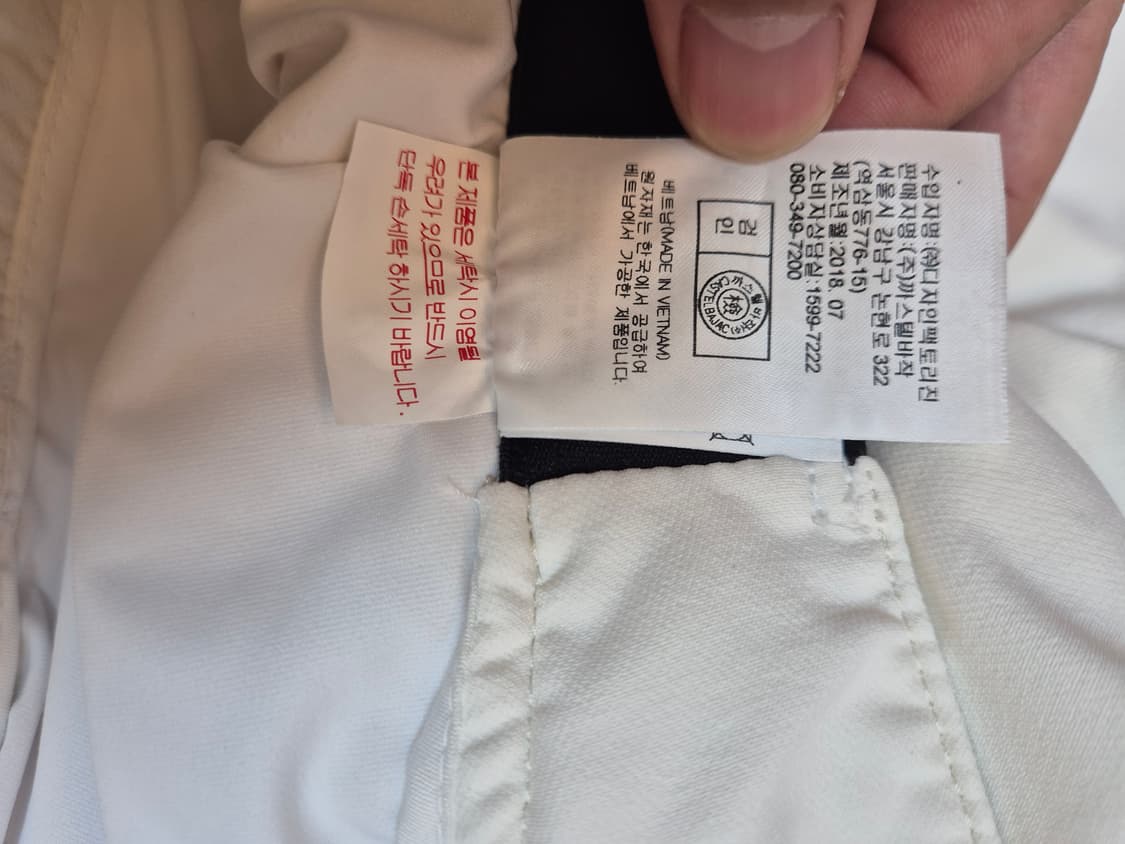 수입자명:㈜디자인팩토리진
판매자명:(주)까스텔바작
서울시 강남구 논현로 322
(역삼동776-15)
제조년월:2018. 07
소비자상담실:1599-7222
080-349-7200
검인
까스텔바작
CASTELBAJAC
檢
베트남(MADE IN VIETNAM)
원자재는 한국에서 공급하여
베트남에서 가공한 제품입니다.
본 제품은 세탁시 이염될
우려가 있으므로 반드시
단독 손세탁 하시기 바랍니다.